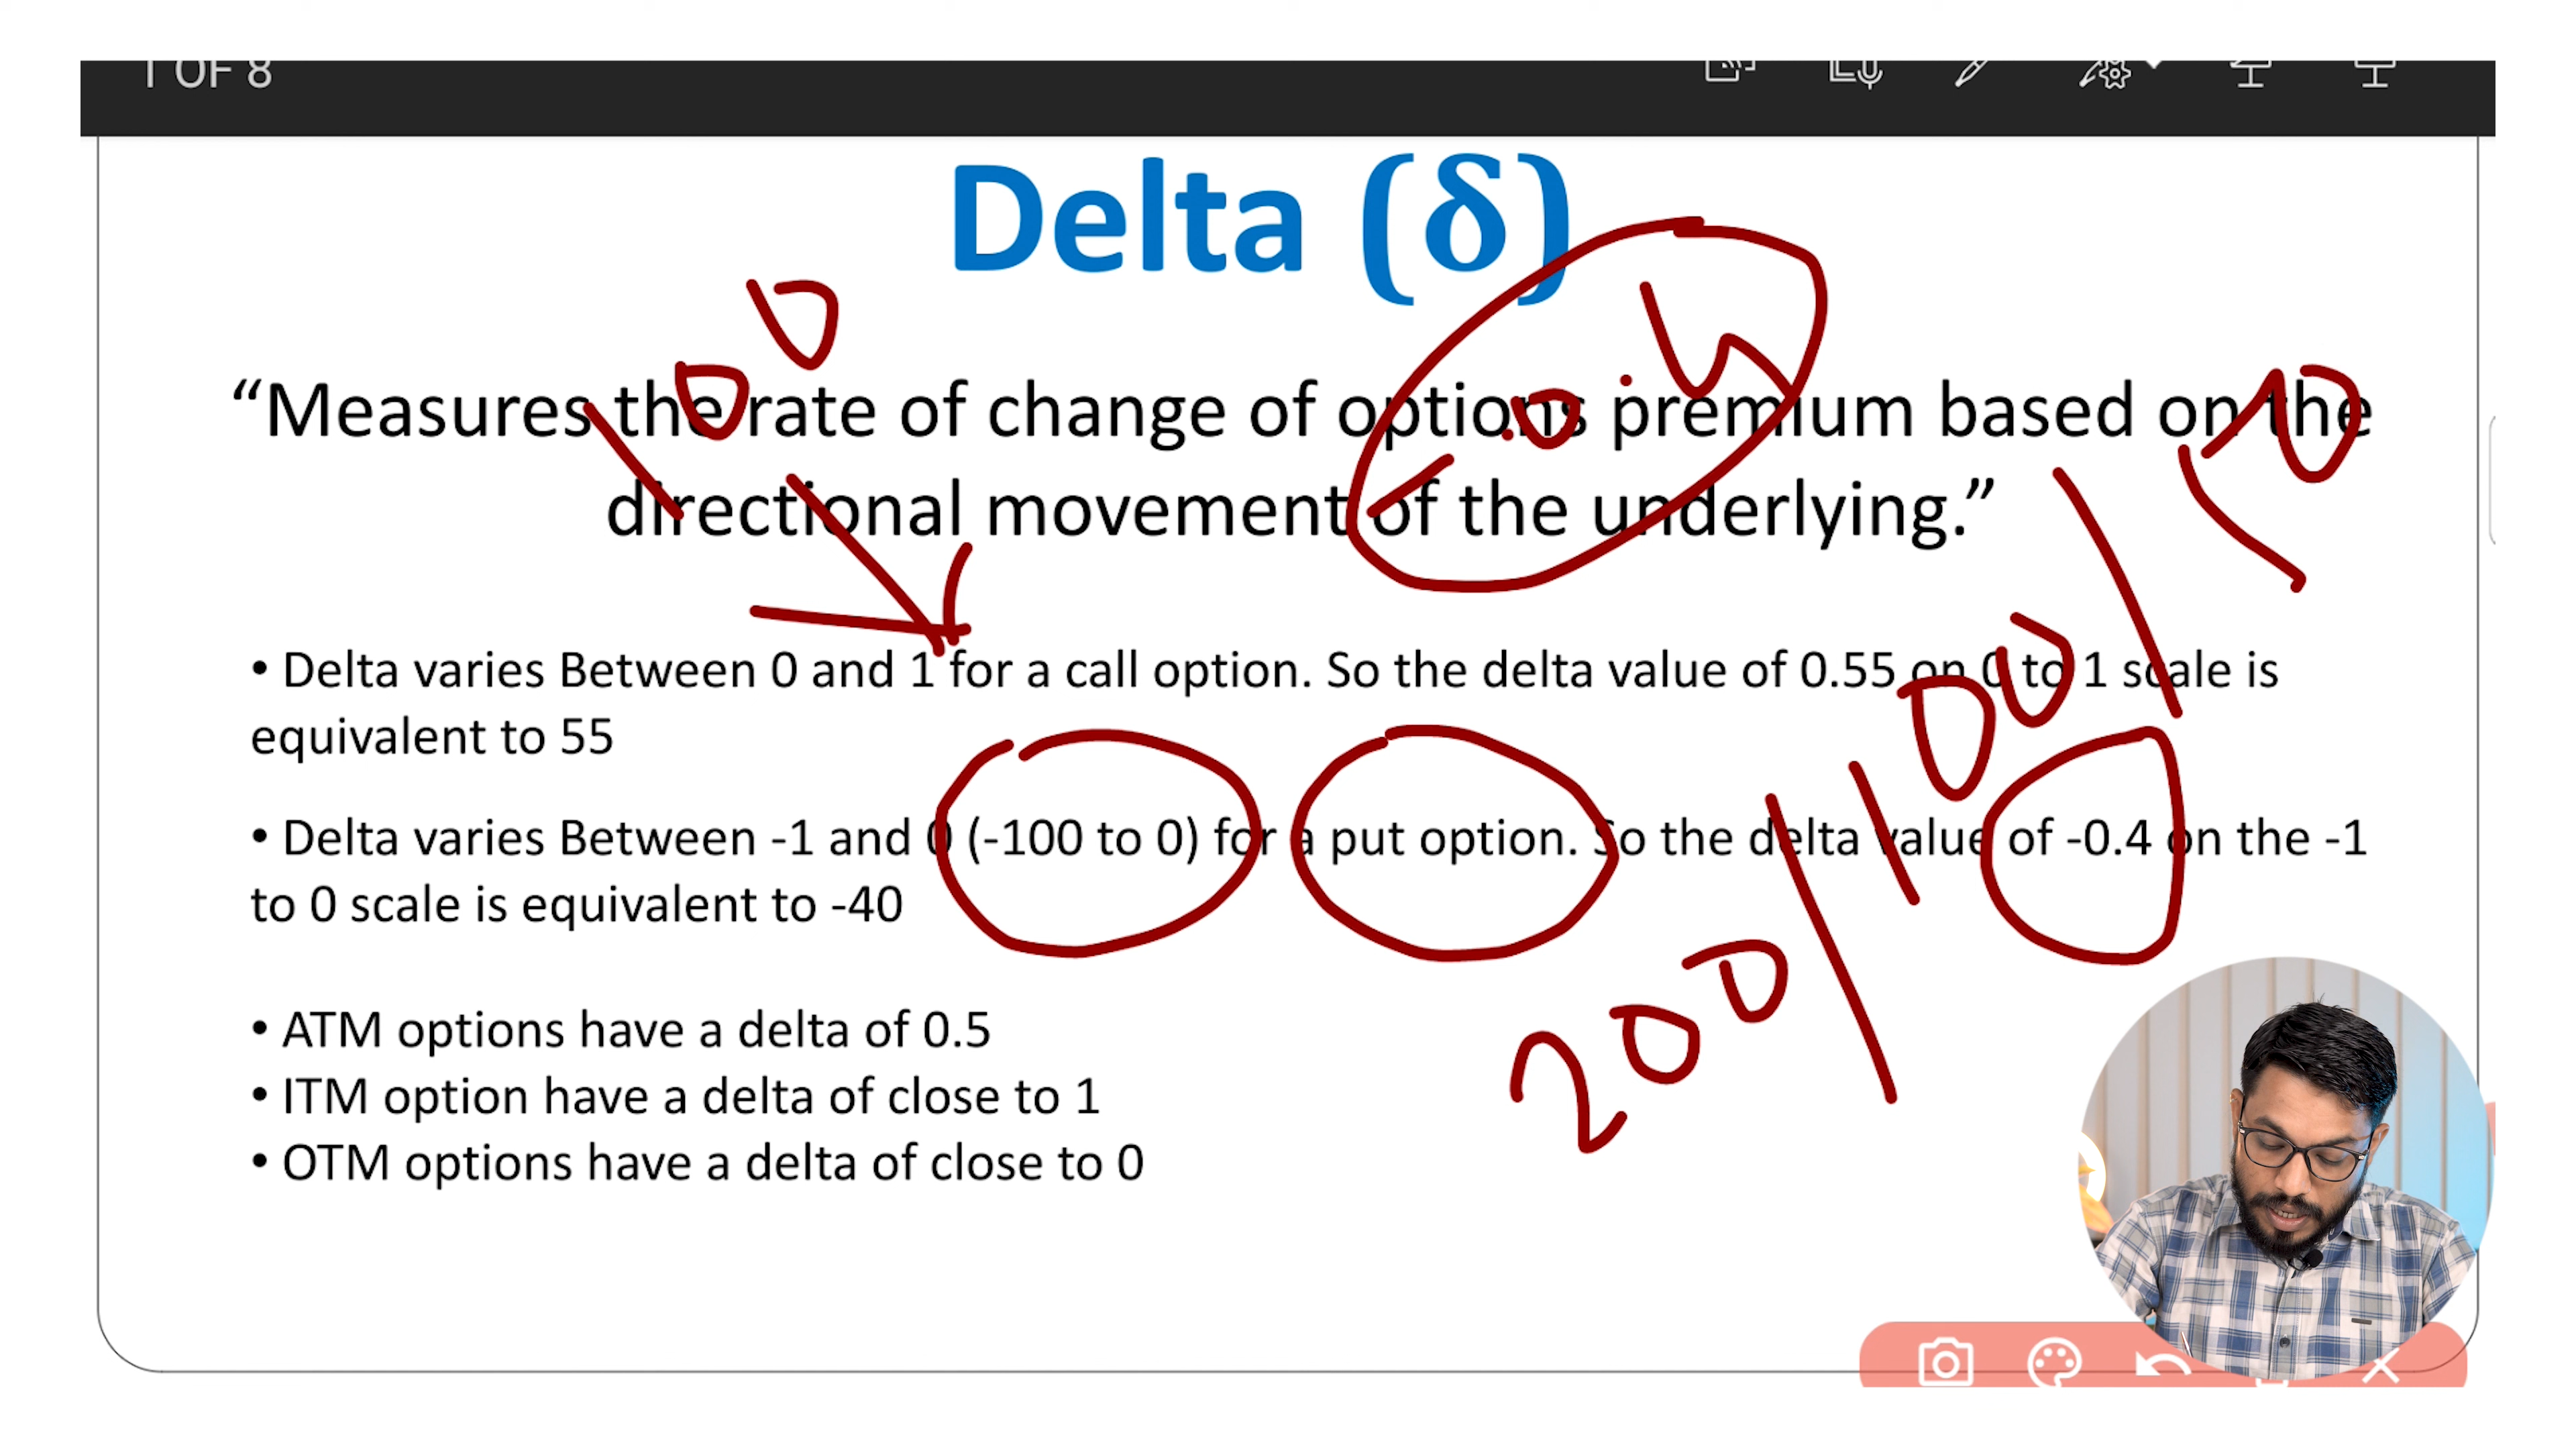 1 OF 8
Delta (δ)
“Measures the rate of change of options premium based on the
directional movement of the underlying.”
• Delta varies Between 0 and 1 for a call option. So the delta value of 0.55 on 0 to 1 scale is
equivalent to 55
• Delta varies Between -1 and 0 (-100 to 0) for a put option. So the delta value of -0.4 on the -1
to 0 scale is equivalent to -40
• ATM options have a delta of 0.5
• ITM option have a delta of close to 1
• OTM options have a delta of close to 0
100
200/100/